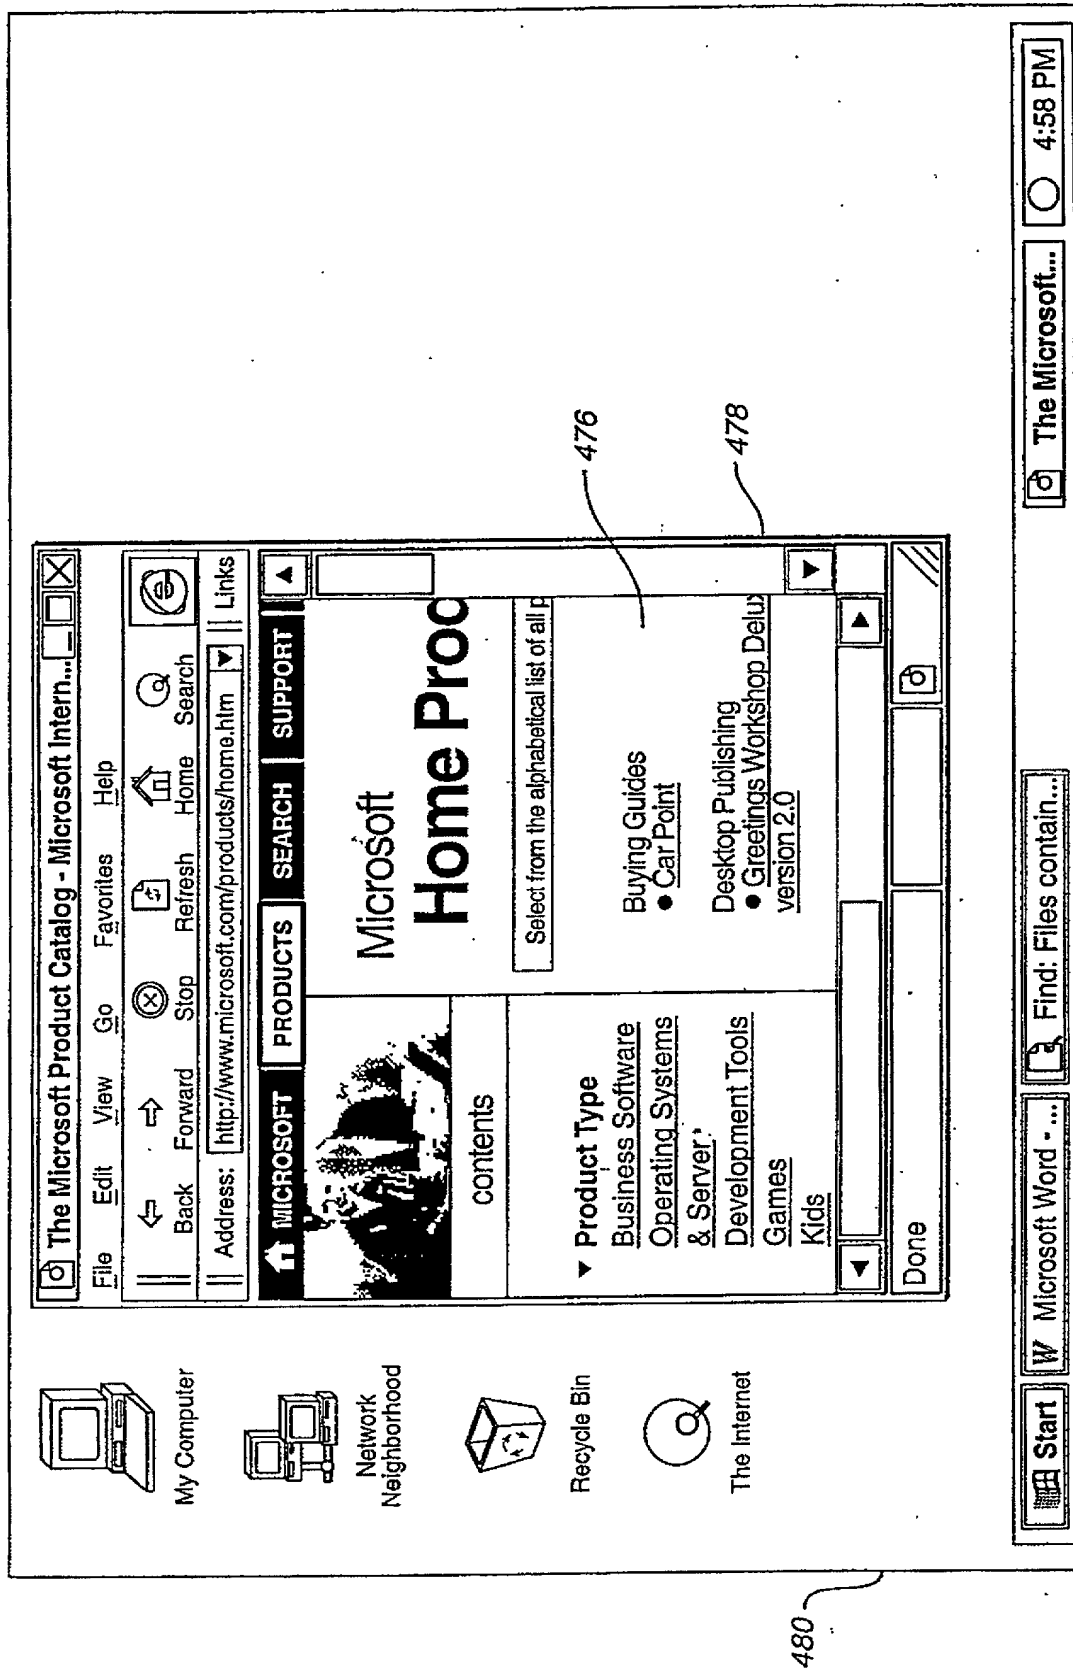 The Microsoft Product Catalog - Microsoft Intern...
File Edit View Go Favorites Help
Back Forward Stop Refresh Home Search
Address: http://www.microsoft.com/products/home.htm Links
MICROSOFT PRODUCTS SEARCH SUPPORT
contents
▼ Product Type
Business Software
Operating Systems
& Server
Development Tools
Games
Kids
Microsoft
Home Prod
Select from the alphabetical list of all p
Buying Guides
● Car Point
Desktop Publishing
● Greetings Workshop Delux
version 2.0
Done
My Computer
Network
Neighborhood
Recycle Bin
The Internet
476
478
480
Start
W Microsoft Word - ...
Find: Files contain...
The Microsoft...
4:58 PM